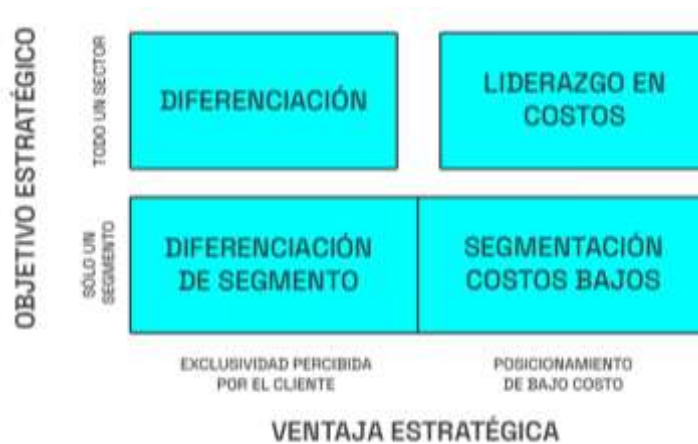 OBJETIVO ESTRATÉGICO
TODO UN SECTOR
DIFERENCIACIÓN
LIDERAZGO EN
COSTOS
SÓLO UN
SEGMENTO
DIFERENCIACIÓN
DE SEGMENTO
SEGMENTACIÓN
COSTOS BAJOS
EXCLUSIVIDAD PERCIBIDA
POR EL CLIENTE
POSICIONAMIENTO
DE BAJO COSTO
VENTAJA ESTRATÉGICA